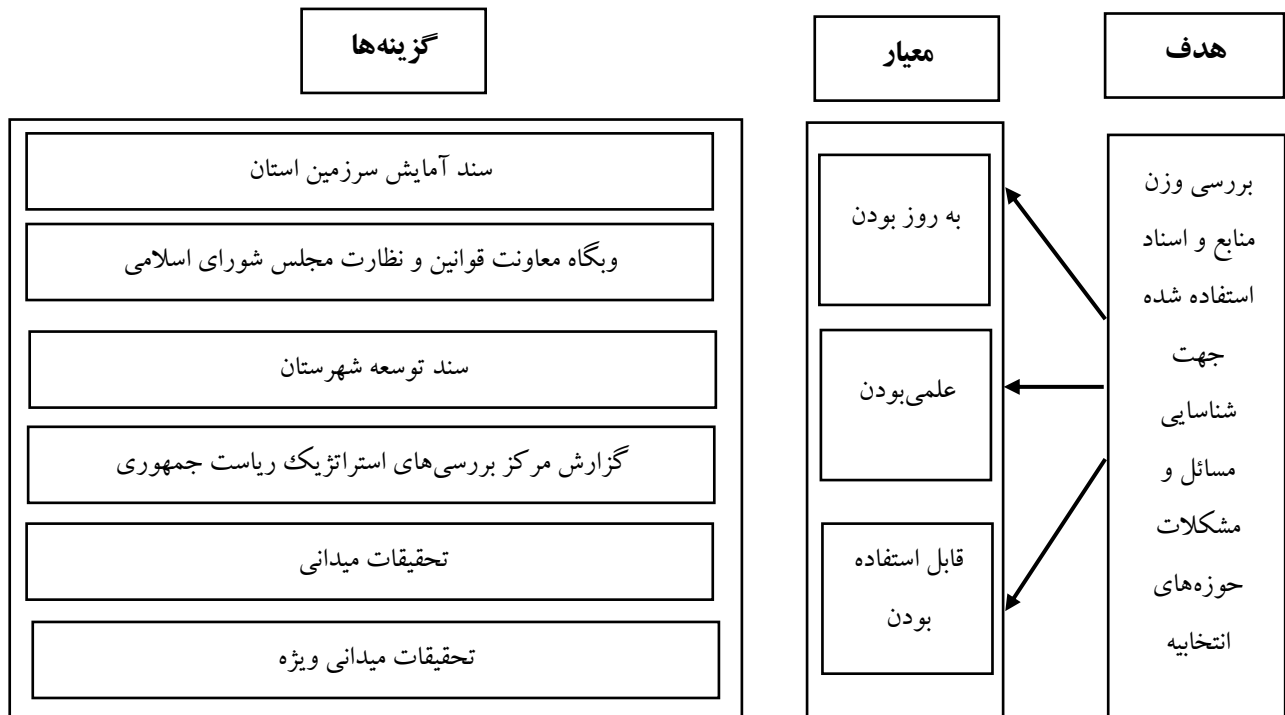 هدف
معیار
گزینه‌ها
بررسی وزن
منابع و اسناد
استفاده شده
جهت
شناسایی
مسائل و
مشکلات
حوزه‌های
انتخابیه
به روز بودن
علمی‌بودن
قابل استفاده
بودن
سند آمایش سرزمین استان
وبگاه معاونت قوانین و نظارت مجلس شورای اسلامی
سند توسعه شهرستان
گزارش مرکز بررسی‌های استراتژیک ریاست جمهوری
تحقیقات میدانی
تحقیقات میدانی ویژه